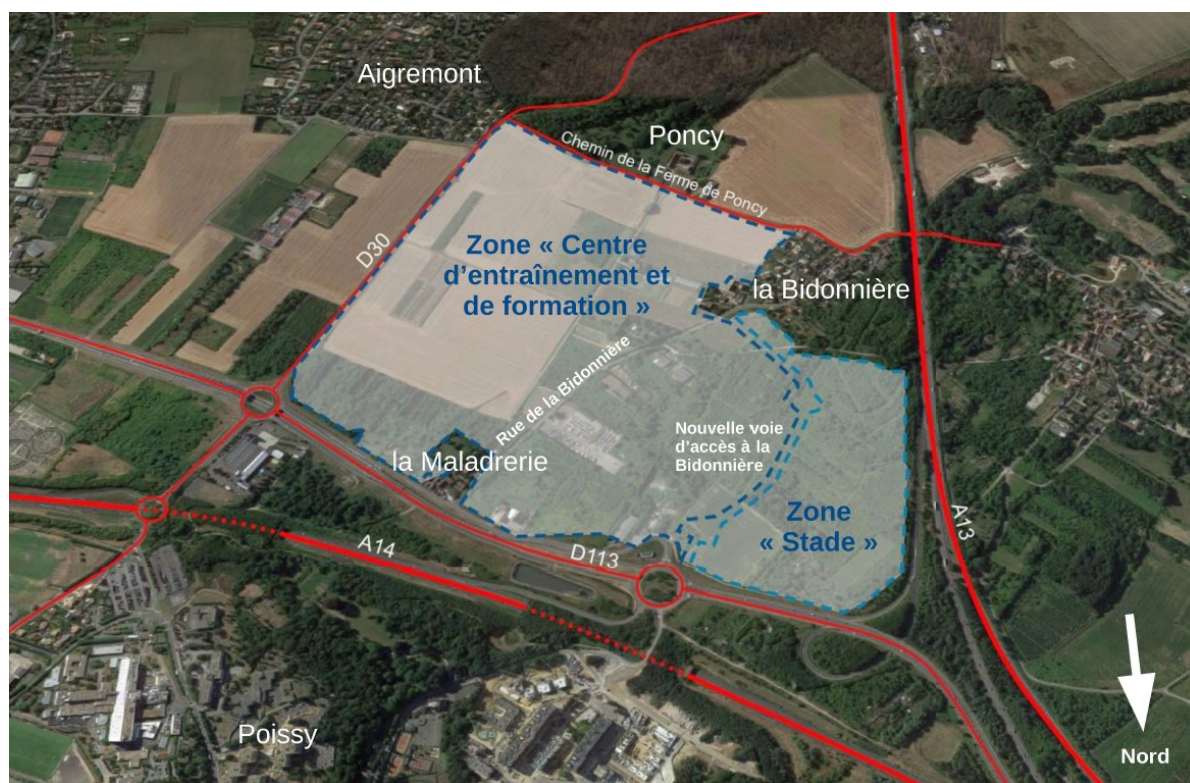 Aigremont
Poncy
Chemin de la Ferme de Poncy
D30
Zone « Centre
d'entraînement et
de formation »
la Bidonnière
Rue de la Bidonnière
Nouvelle voie
d'accès à la
Bidonnière
la Maladrerie
Zone
« Stade »
A13
A14
D113
Poissy
Nord